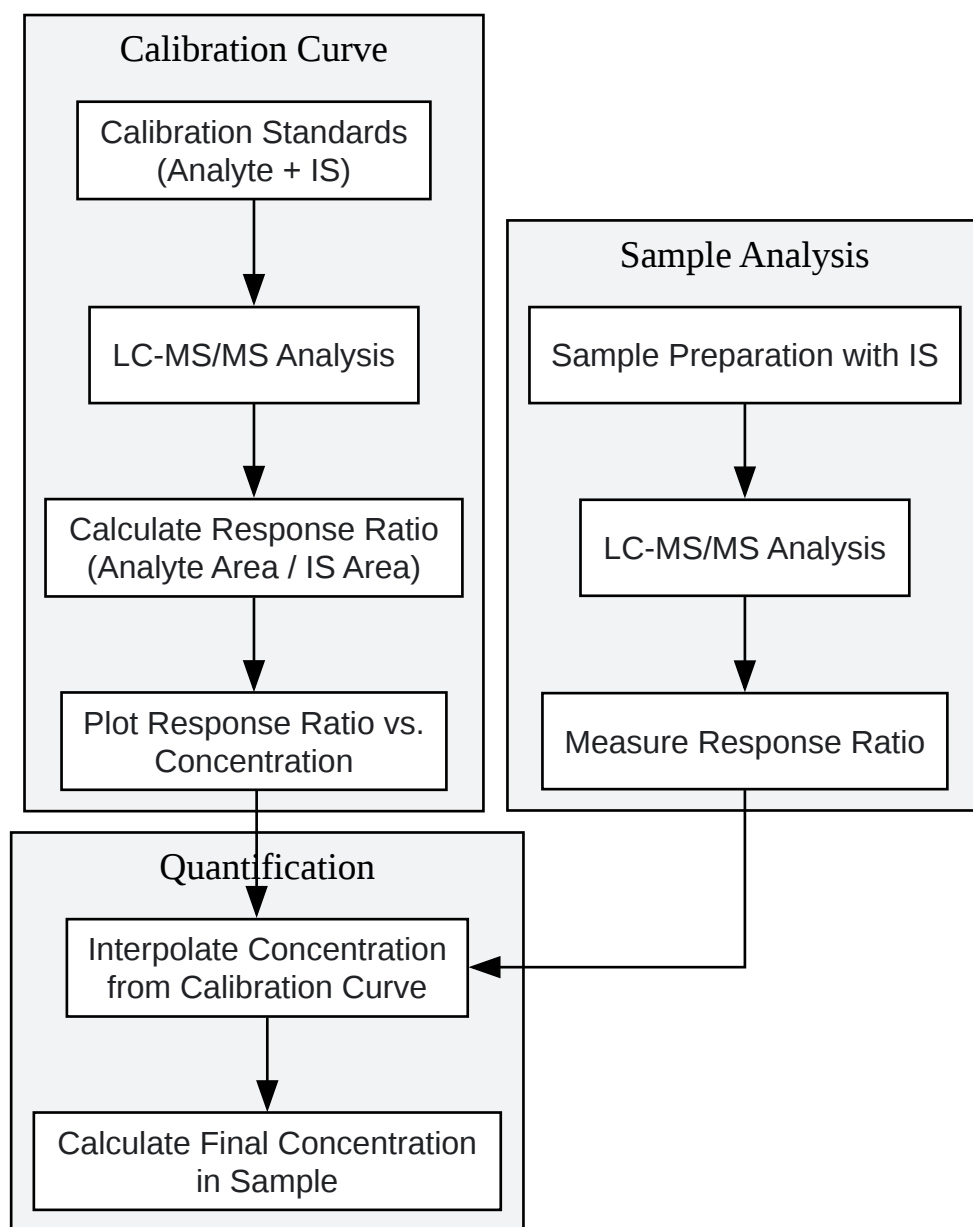 Calibration Curve
Calibration Standards
(Analyte + IS)
LC-MS/MS Analysis
Calculate Response Ratio
(Analyte Area / IS Area)
Plot Response Ratio vs.
Concentration
Sample Analysis
Sample Preparation with IS
LC-MS/MS Analysis
Measure Response Ratio
Quantification
Interpolate Concentration
from Calibration Curve
Calculate Final Concentration
in Sample